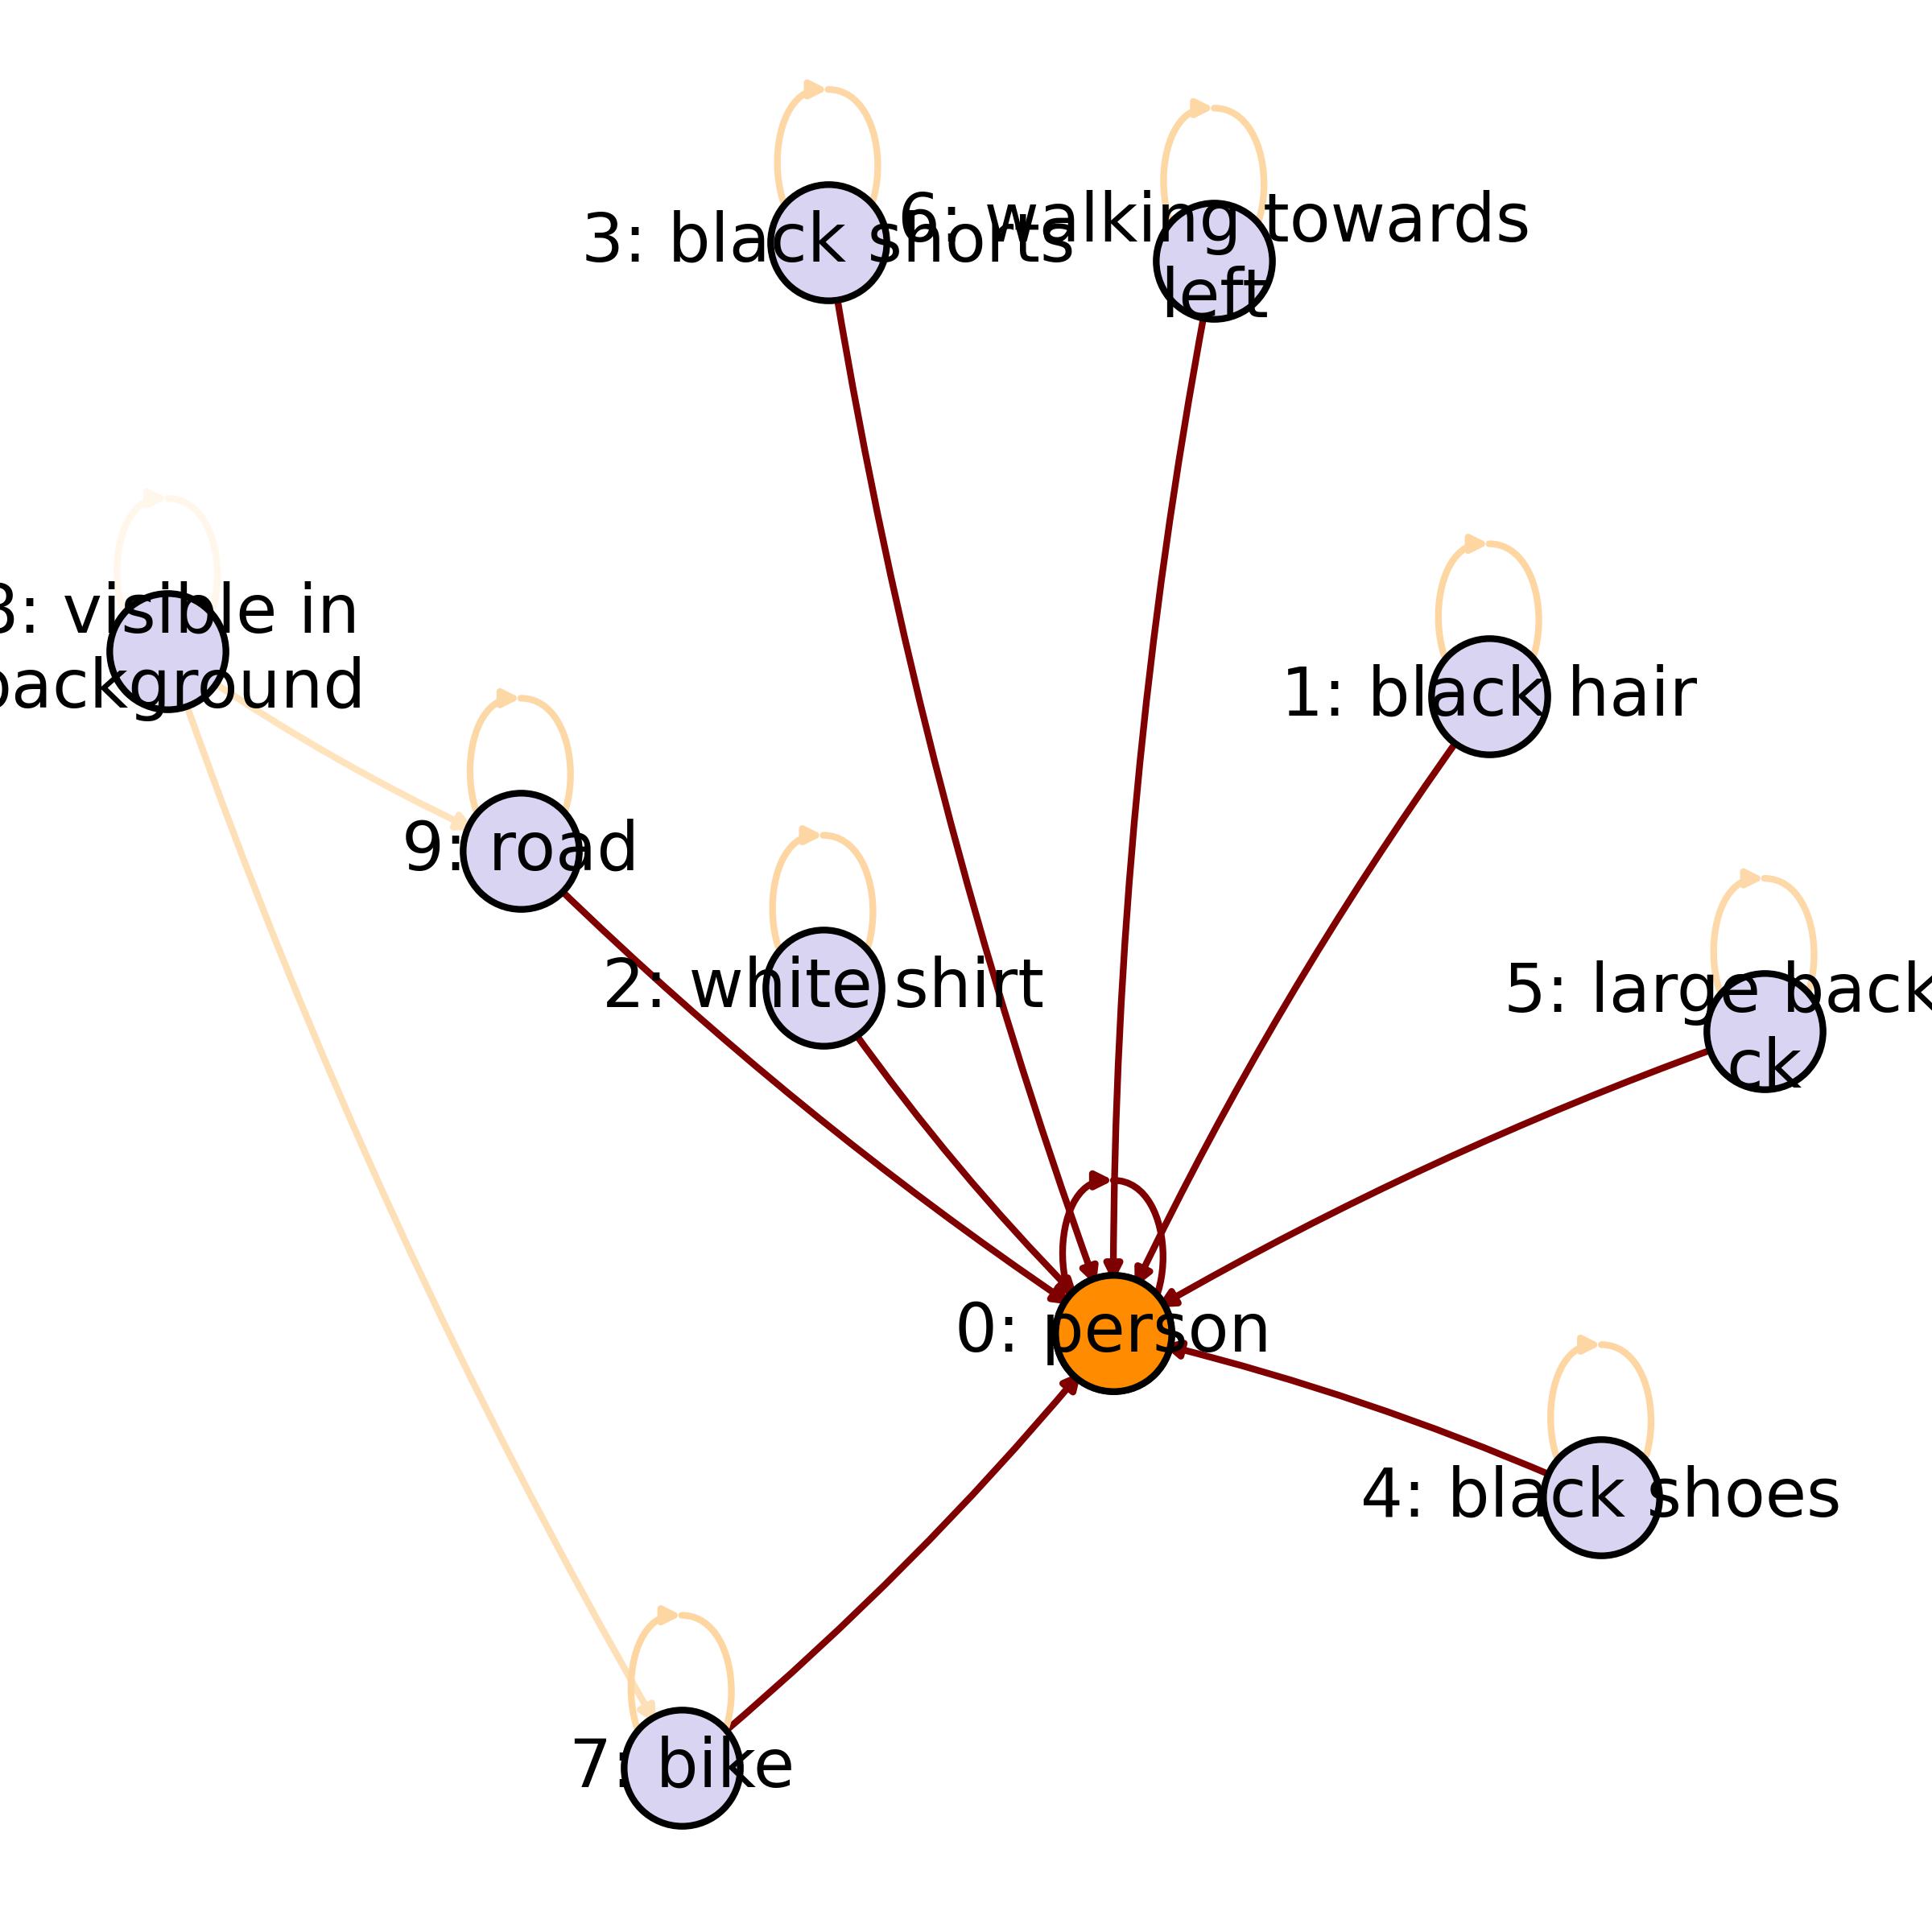 3: black shorts
6: walking towards
left
visible in
background
1: black hair
9: road
2: white shirt
5: large back
ck
0: person
4: black shoes
7: bike